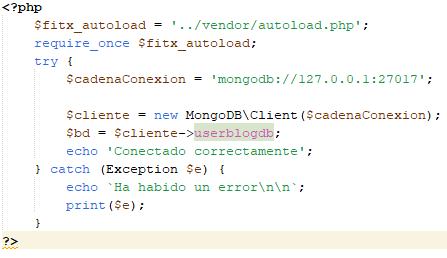 <?php
$fitx_autoload = '../vendor/autoload.php';
require_once $fitx_autoload;
try {
$cadenaConexion = 'mongodb://127.0.0.1:27017';
$cliente = new MongoDB\Client($cadenaConexion);
$bd = $cliente->userblogdb;
echo 'Conectado correctamente';
} catch (Exception $e) {
echo `Ha habido un error\n\n`;
print($e);
}
?>